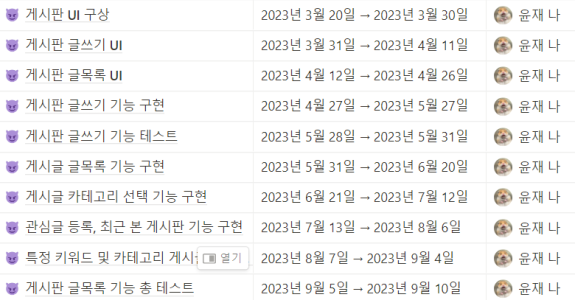 게시판 UI 구상 2023년 3월 20일 → 2023년 3월 30일 윤재 나
게시판 글쓰기 UI 2023년 3월 31일 → 2023년 4월 11일 윤재 나
게시판 글목록 UI 2023년 4월 12일 → 2023년 4월 26일 윤재 나
게시판 글쓰기 기능 구현 2023년 4월 27일 → 2023년 5월 27일 윤재 나
게시판 글쓰기 기능 테스트 2023년 5월 28일 → 2023년 5월 31일 윤재 나
게시글 글목록 기능 구현 2023년 5월 31일 → 2023년 6월 20일 윤재 나
게시글 카테고리 선택 기능 구현 2023년 6월 21일 → 2023년 7월 12일 윤재 나
관심글 등록, 최근 본 게시판 기능 구현 2023년 7월 13일 → 2023년 8월 6일 윤재 나
특정 키워드 및 카테고리 게시 열기 2023년 8월 7일 → 2023년 9월 4일 윤재 나
게시판 글목록 기능 총 테스트 2023년 9월 5일 → 2023년 9월 10일 윤재 나